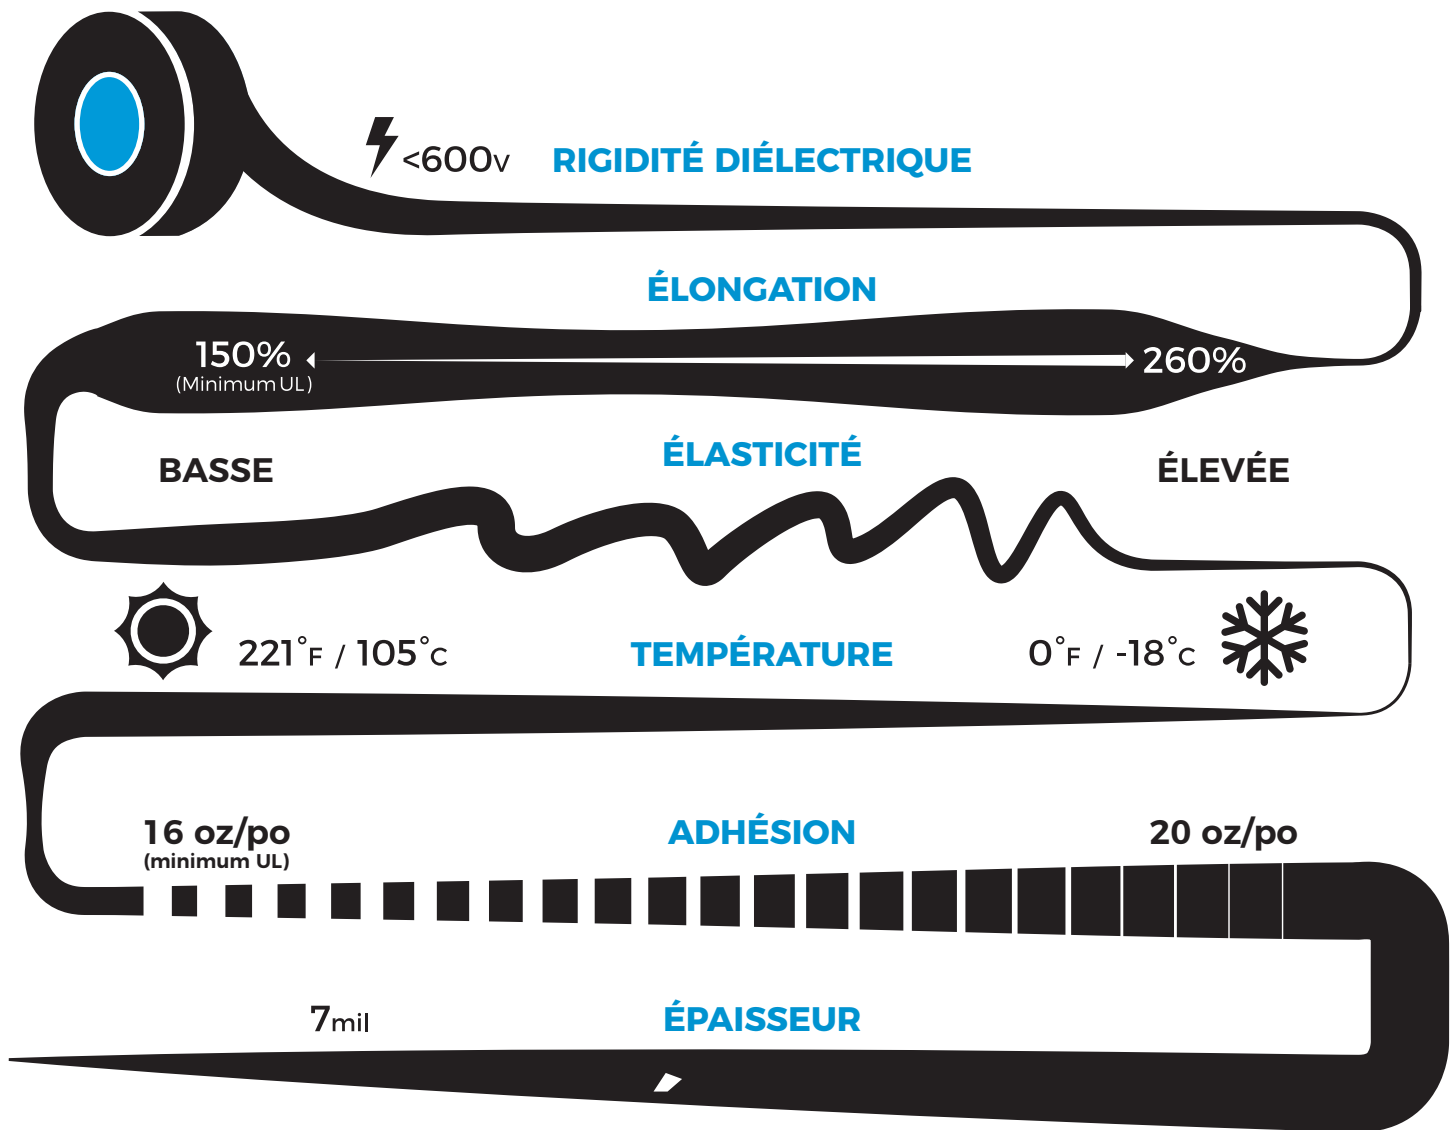 <600v RIGIDITÉ DIÉLECTRIQUE
ÉLONGATION
150% 260%
(Minimum UL)
ÉLASTICITÉ
BASSE ÉLEVÉE
221°F / 105°C TEMPÉRATURE 0°F / -18°C
16 oz/po ADHÉSION 20 oz/po
(minimum UL)
7mil ÉPAISSEUR